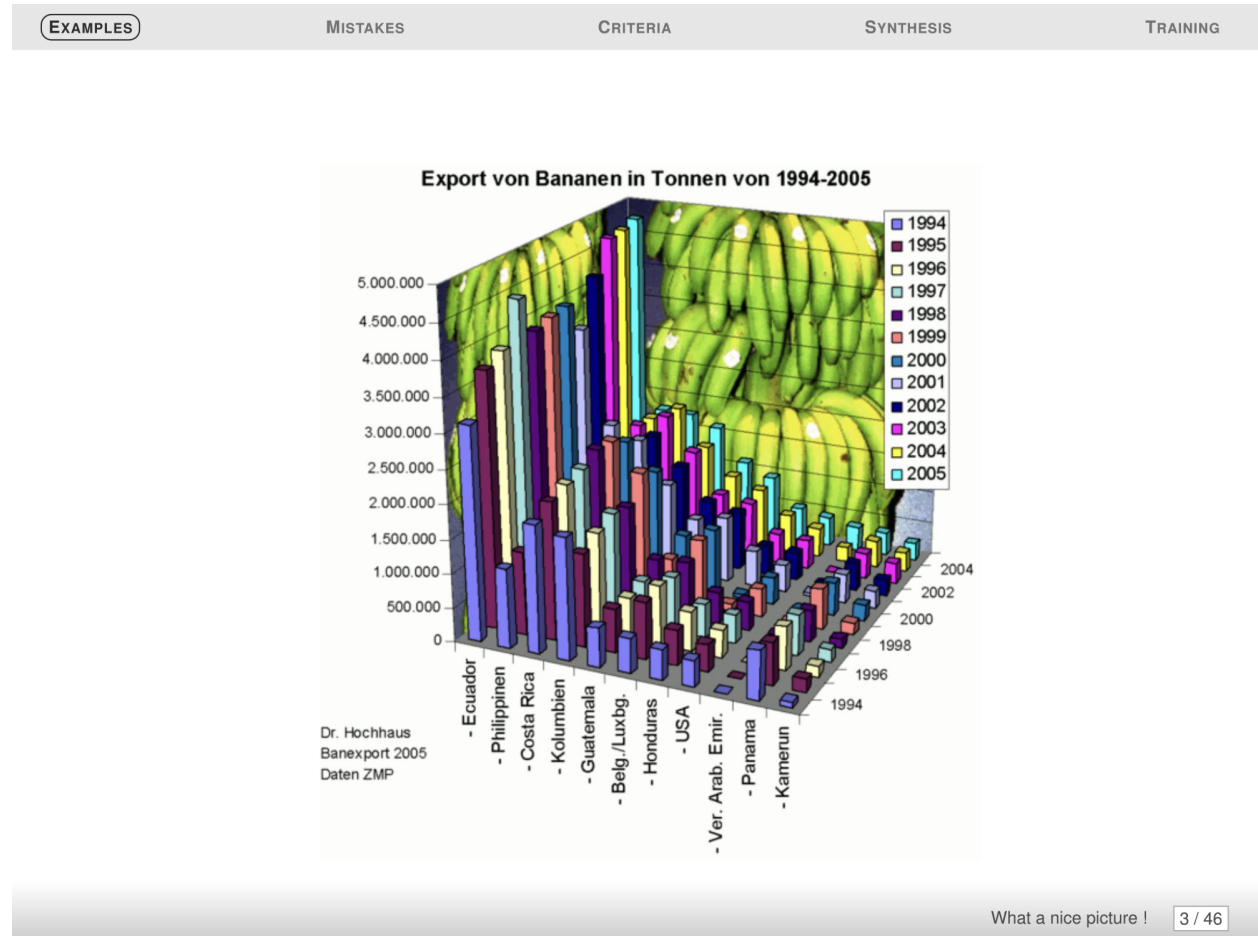 EXAMPLES
MISTAKES
CRITERIA
SYNTHESIS
TRAINING
Export von Bananen in Tonnen von 1994-2005
1994
1995
1996
1997
1998
1999
2000
2001
2002
2003
2004
2005
5.000.000
4.500.000
4.000.000
3.500.000
3.000.000
2.500.000
2.000.000
1.500.000
1.000.000
500.000
0
2004
2002
2000
1998
1996
1994
- Ecuador
- Philippinen
- Costa Rica
- Kolumbien
- Guatemala
- Belg./Luxbg.
- Honduras
- USA
- Ver. Arab. Emir.
- Panama
- Kamerun
Dr. Hochhaus
Banexport 2005
Daten ZMP
What a nice picture !
3 / 46